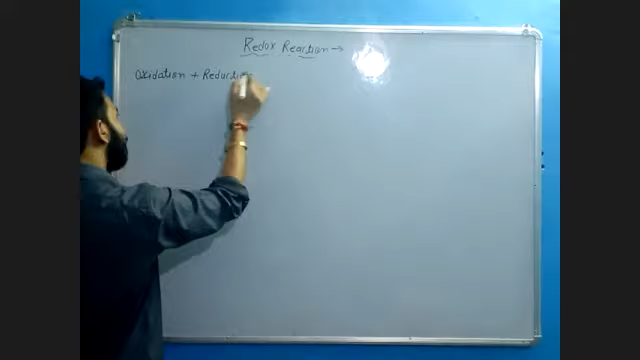 Redox Reaction →
Oxidation + Reduction